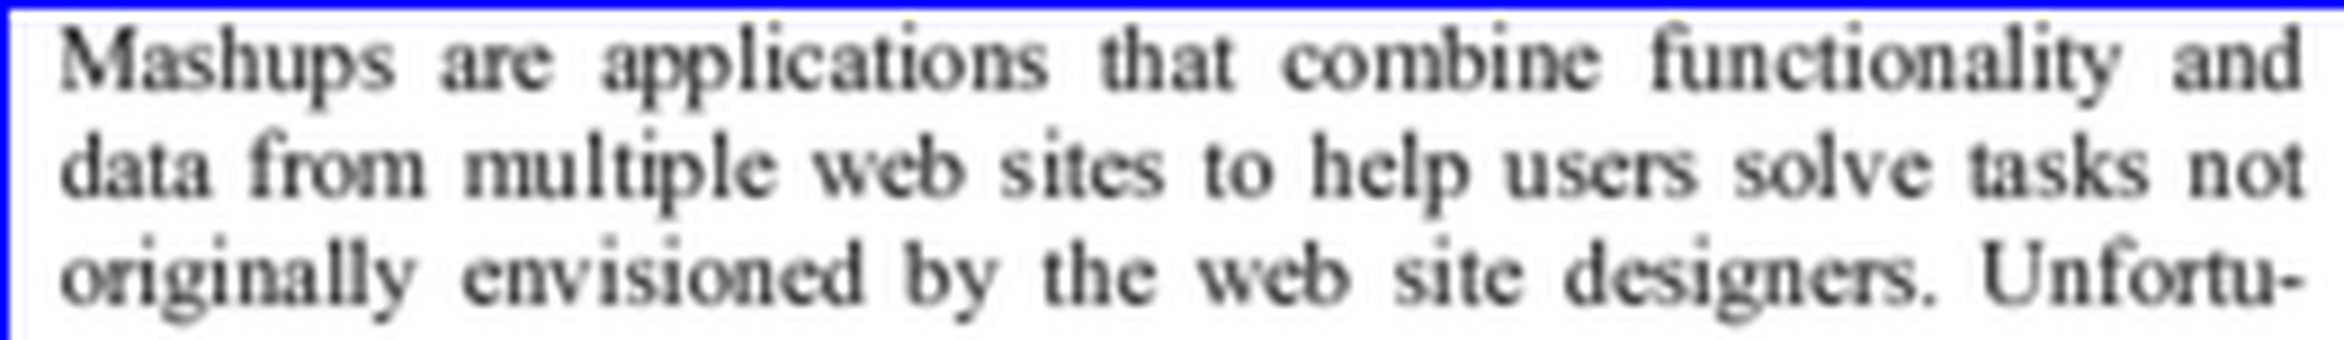 Mashups are applications that combine functionality and
data from multiple web sites to help users solve tasks not
originally envisioned by the web site designers. Unfortu-